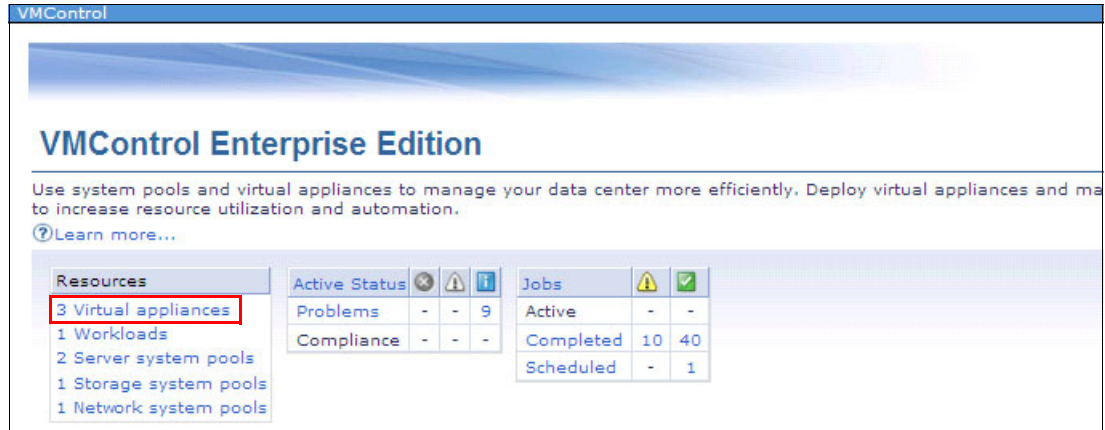 VMControl
VMControl Enterprise Edition
Use system pools and virtual appliances to manage your data center more efficiently. Deploy virtual appliances and ma
to increase resource utilization and automation.
?Learn more...
Resources
3 Virtual appliances
1 Workloads
2 Server system pools
1 Storage system pools
1 Network system pools
Active Status
Problems - - 9
Compliance - - -
Jobs
Active - -
Completed 10 40
Scheduled - 1